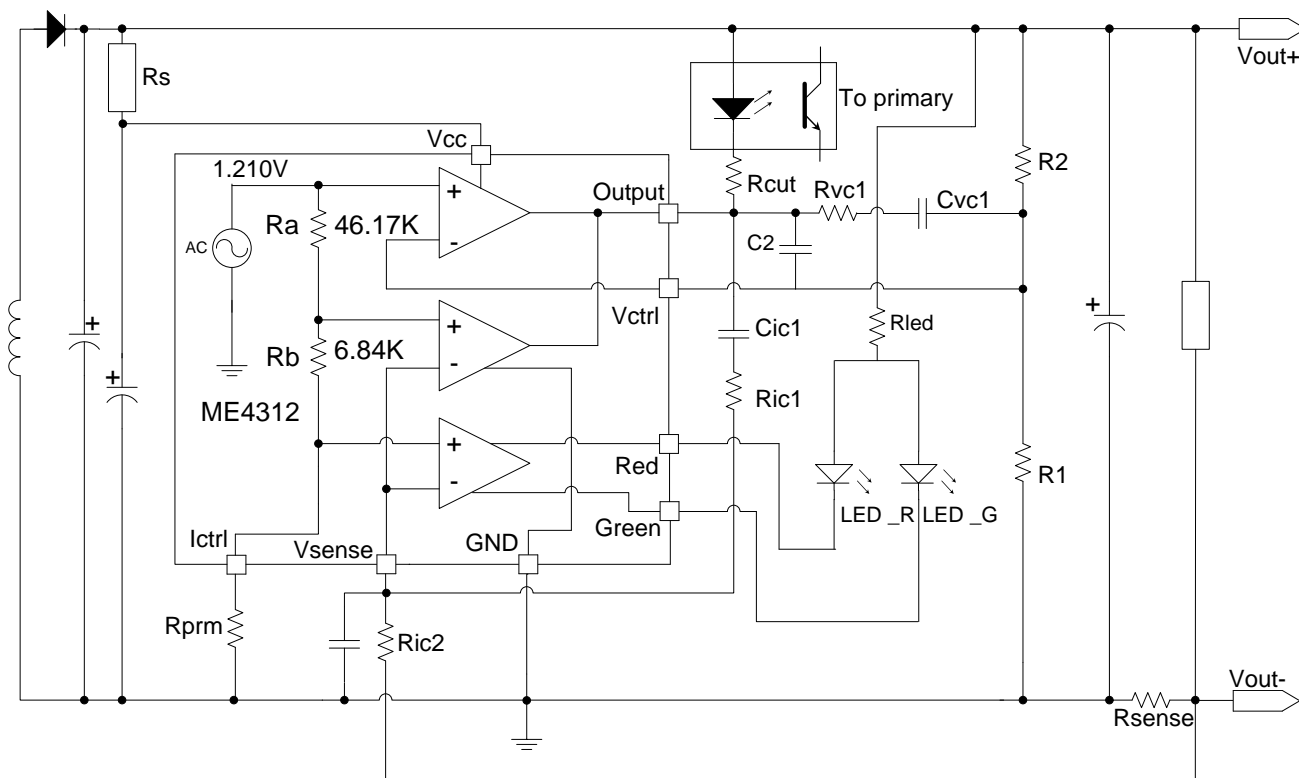 Vout+
Rs
To primary
Vcc
1.210V
Output
Rcut
Rvc1
Cvc1
R2
+
-
Ra
46.17K
AC
C2
Vctrl
+
-
Rb
6.84K
Cic1
Rled
+
+
+
ME4312
Ric1
+
-
Red
R1
LED _R
LED _G
Green
Ictrl
Vsense
GND
Rprm
Ric2
Vout-
Rsense